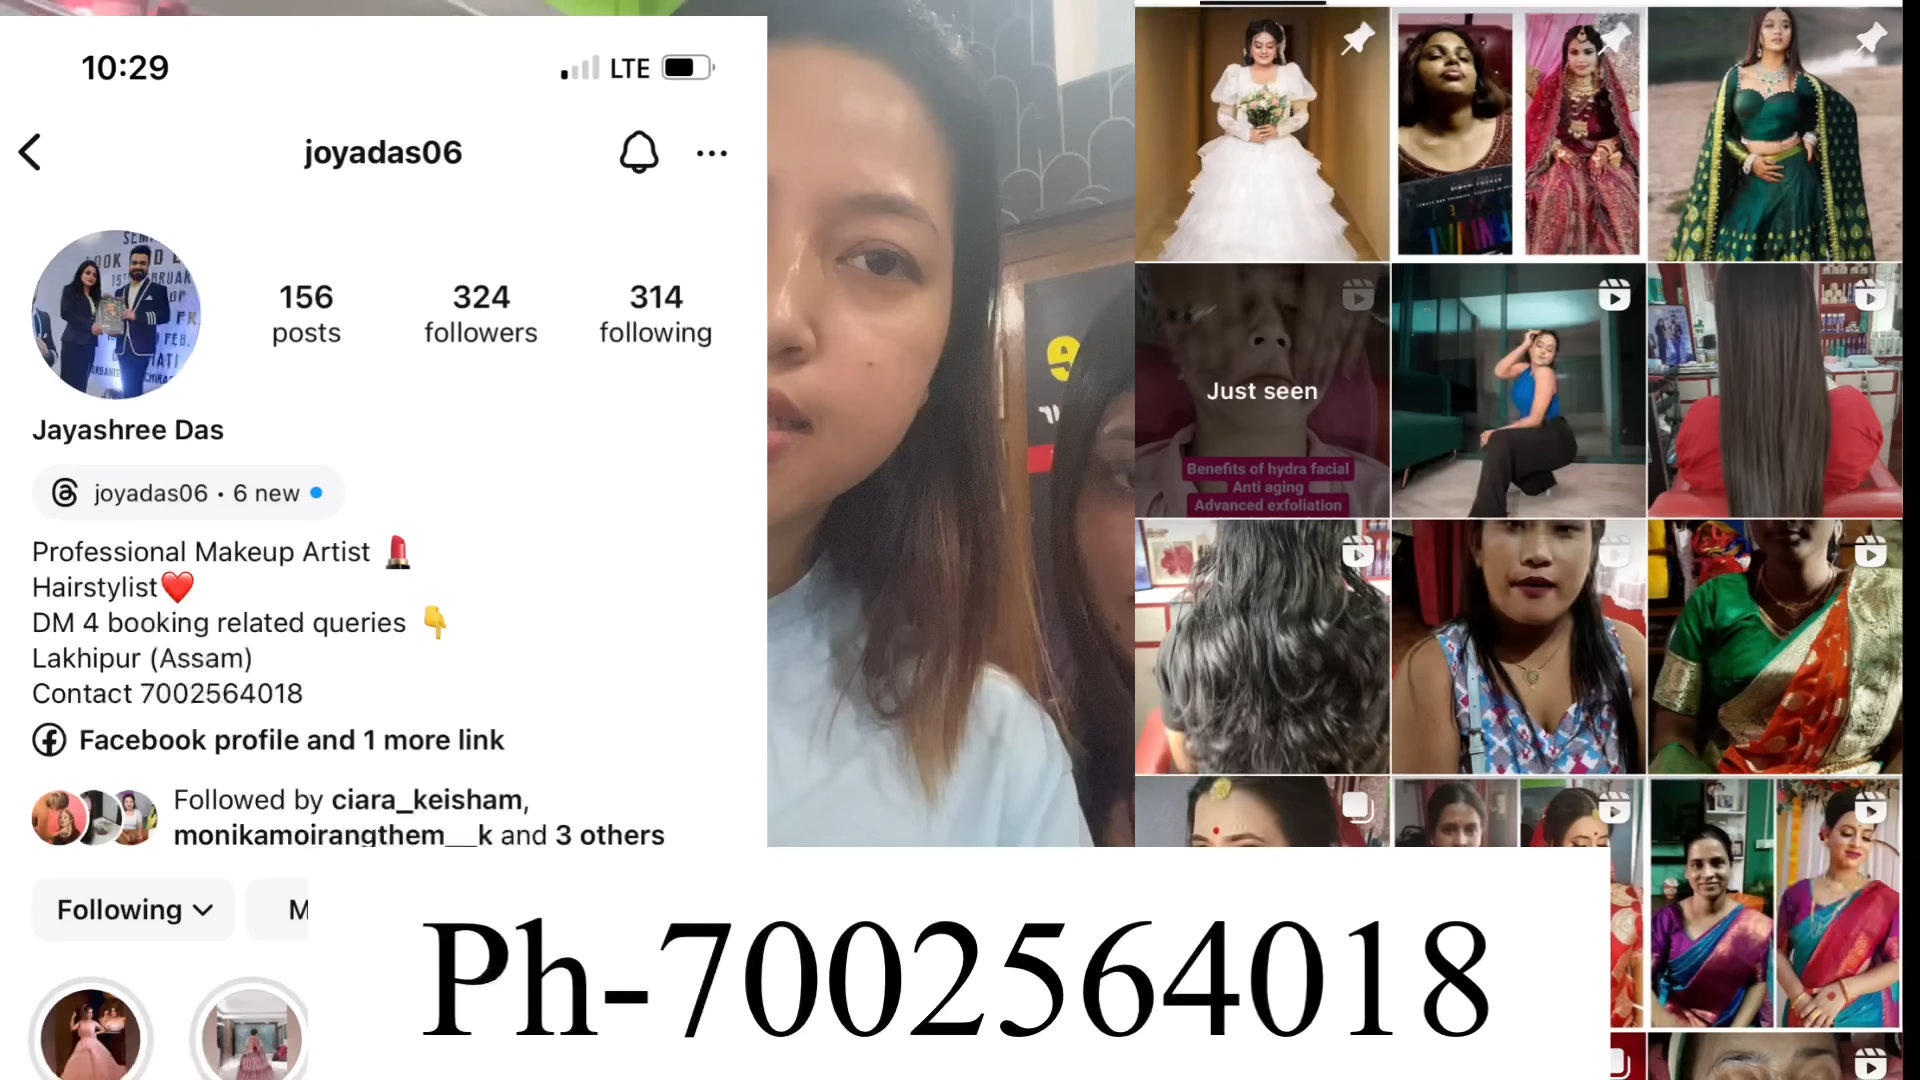 10:29
LTE
joyadas06
156
posts
324
followers
314
following
Jayashree Das
joyadas06 • 6 new
Professional Makeup Artist 💄
Hairstylist❤️
DM 4 booking related queries 👇
Lakhipur (Assam)
Contact 7002564018
Facebook profile and 1 more link
Followed by ciara_keisham,
monikamoirangthem__k and 3 others
Following
M
Just seen
Benefits of hydra facial
Anti aging
Advanced exfoliation
Ph-7002564018